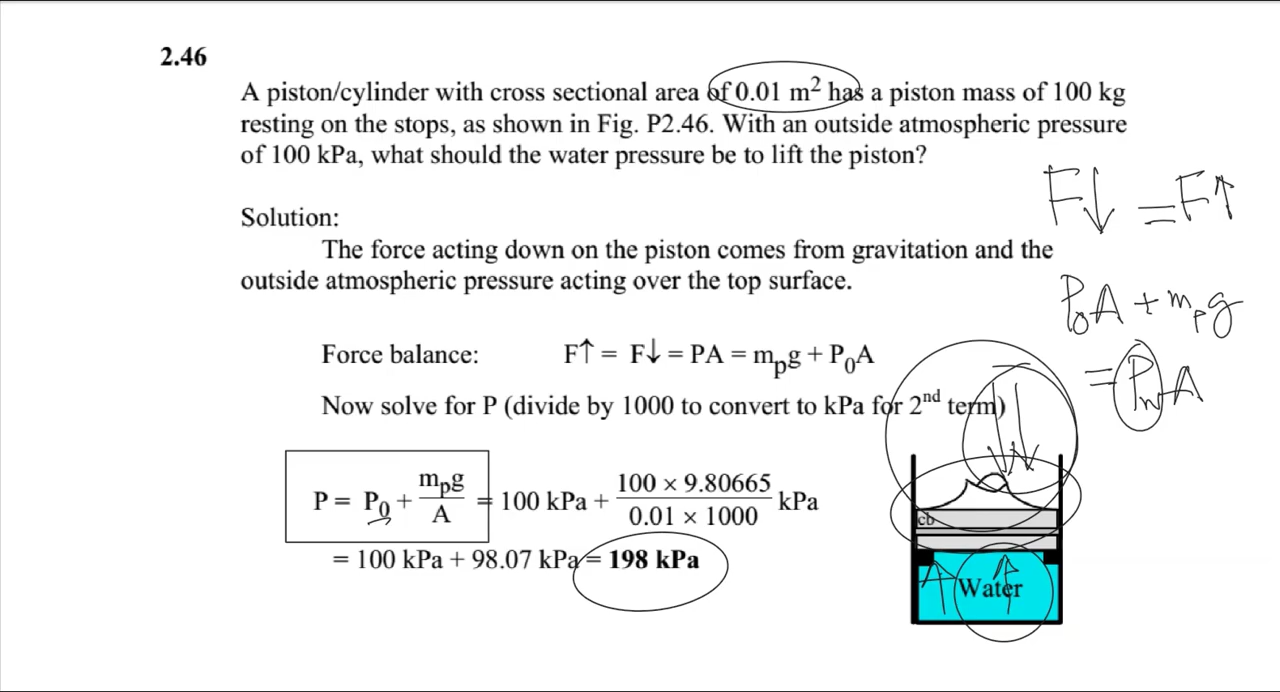 2.46
A piston/cylinder with cross sectional area of 0.01 m² has a piston mass of 100 kg
resting on the stops, as shown in Fig. P2.46. With an outside atmospheric pressure
of 100 kPa, what should the water pressure be to lift the piston?
F↓ = F↑
Solution:
The force acting down on the piston comes from gravitation and the
outside atmospheric pressure acting over the top surface.
P₀A + mₚg
= PwA
Force balance: F↑ = F↓ = PA = mₚg + P₀A
Now solve for P (divide by 1000 to convert to kPa for 2nd term)
P = P₀ + mₚg / A = 100 kPa + 100 × 9.80665 / 0.01 × 1000 kPa
= 100 kPa + 98.07 kPa = 198 kPa
cb
Water